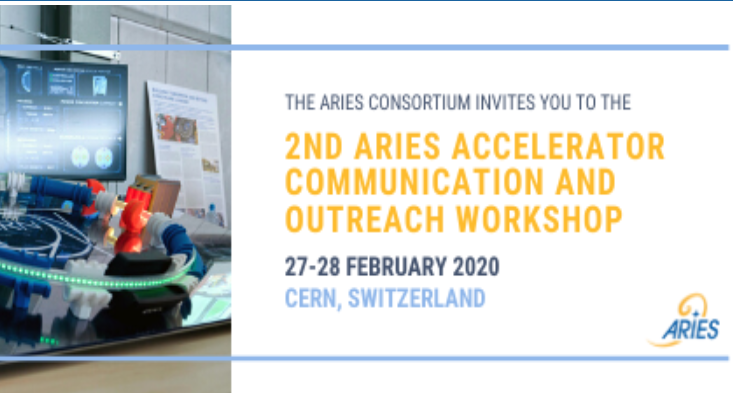 THE ARIES CONSORTIUM INVITES YOU TO THE
2ND ARIES ACCELERATOR
COMMUNICATION AND
OUTREACH WORKSHOP
27-28 FEBRUARY 2020
CERN, SWITZERLAND
ARIES